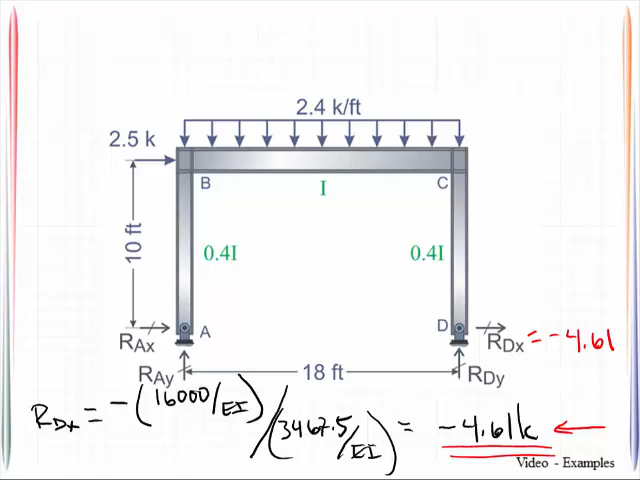 2.4 k/ft
2.5 k
B
C
I
10 ft
0.4I
0.4I
A
D
RAx
RDx = -4.61
RAy
18 ft
RDy
RDx = -(16000/EI)/(3467.5/EI) = -4.61k ←
Video - Examples